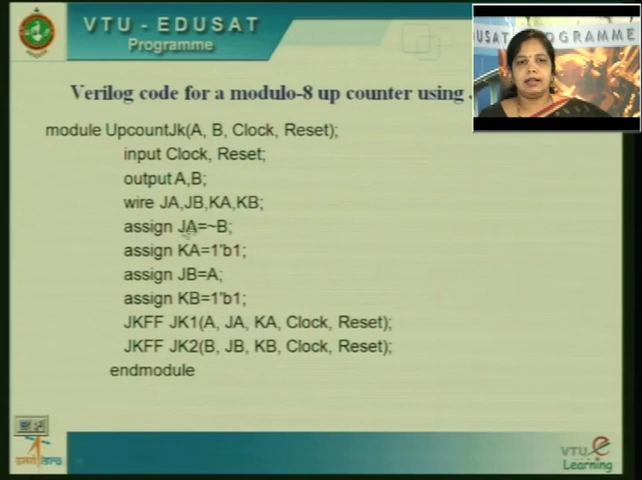 VTU - EDUSAT
Programme
EDUSAT PROGRAMME
Verilog code for a modulo-8 up counter using
module UpcountJk(A, B, Clock, Reset);
input Clock, Reset;
output A,B;
wire JA,JB,KA,KB;
assign JA=~B;
assign KA=1'b1;
assign JB=A;
assign KB=1'b1;
JKFF JK1(A, JA, KA, Clock, Reset);
JKFF JK2(B, JB, KB, Clock, Reset);
endmodule
VTU e
Learning